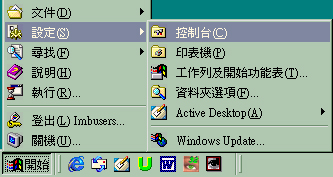 文件(D)
設定(S)
尋找(F)
說明(H)
執行(R)...
登出(L) Imbusers...
關機(U)...
控制台(C)
印表機(P)
工作列及開始功能表(T)...
資料夾選項(F)...
Active Desktop(A)
Windows Update...
開始